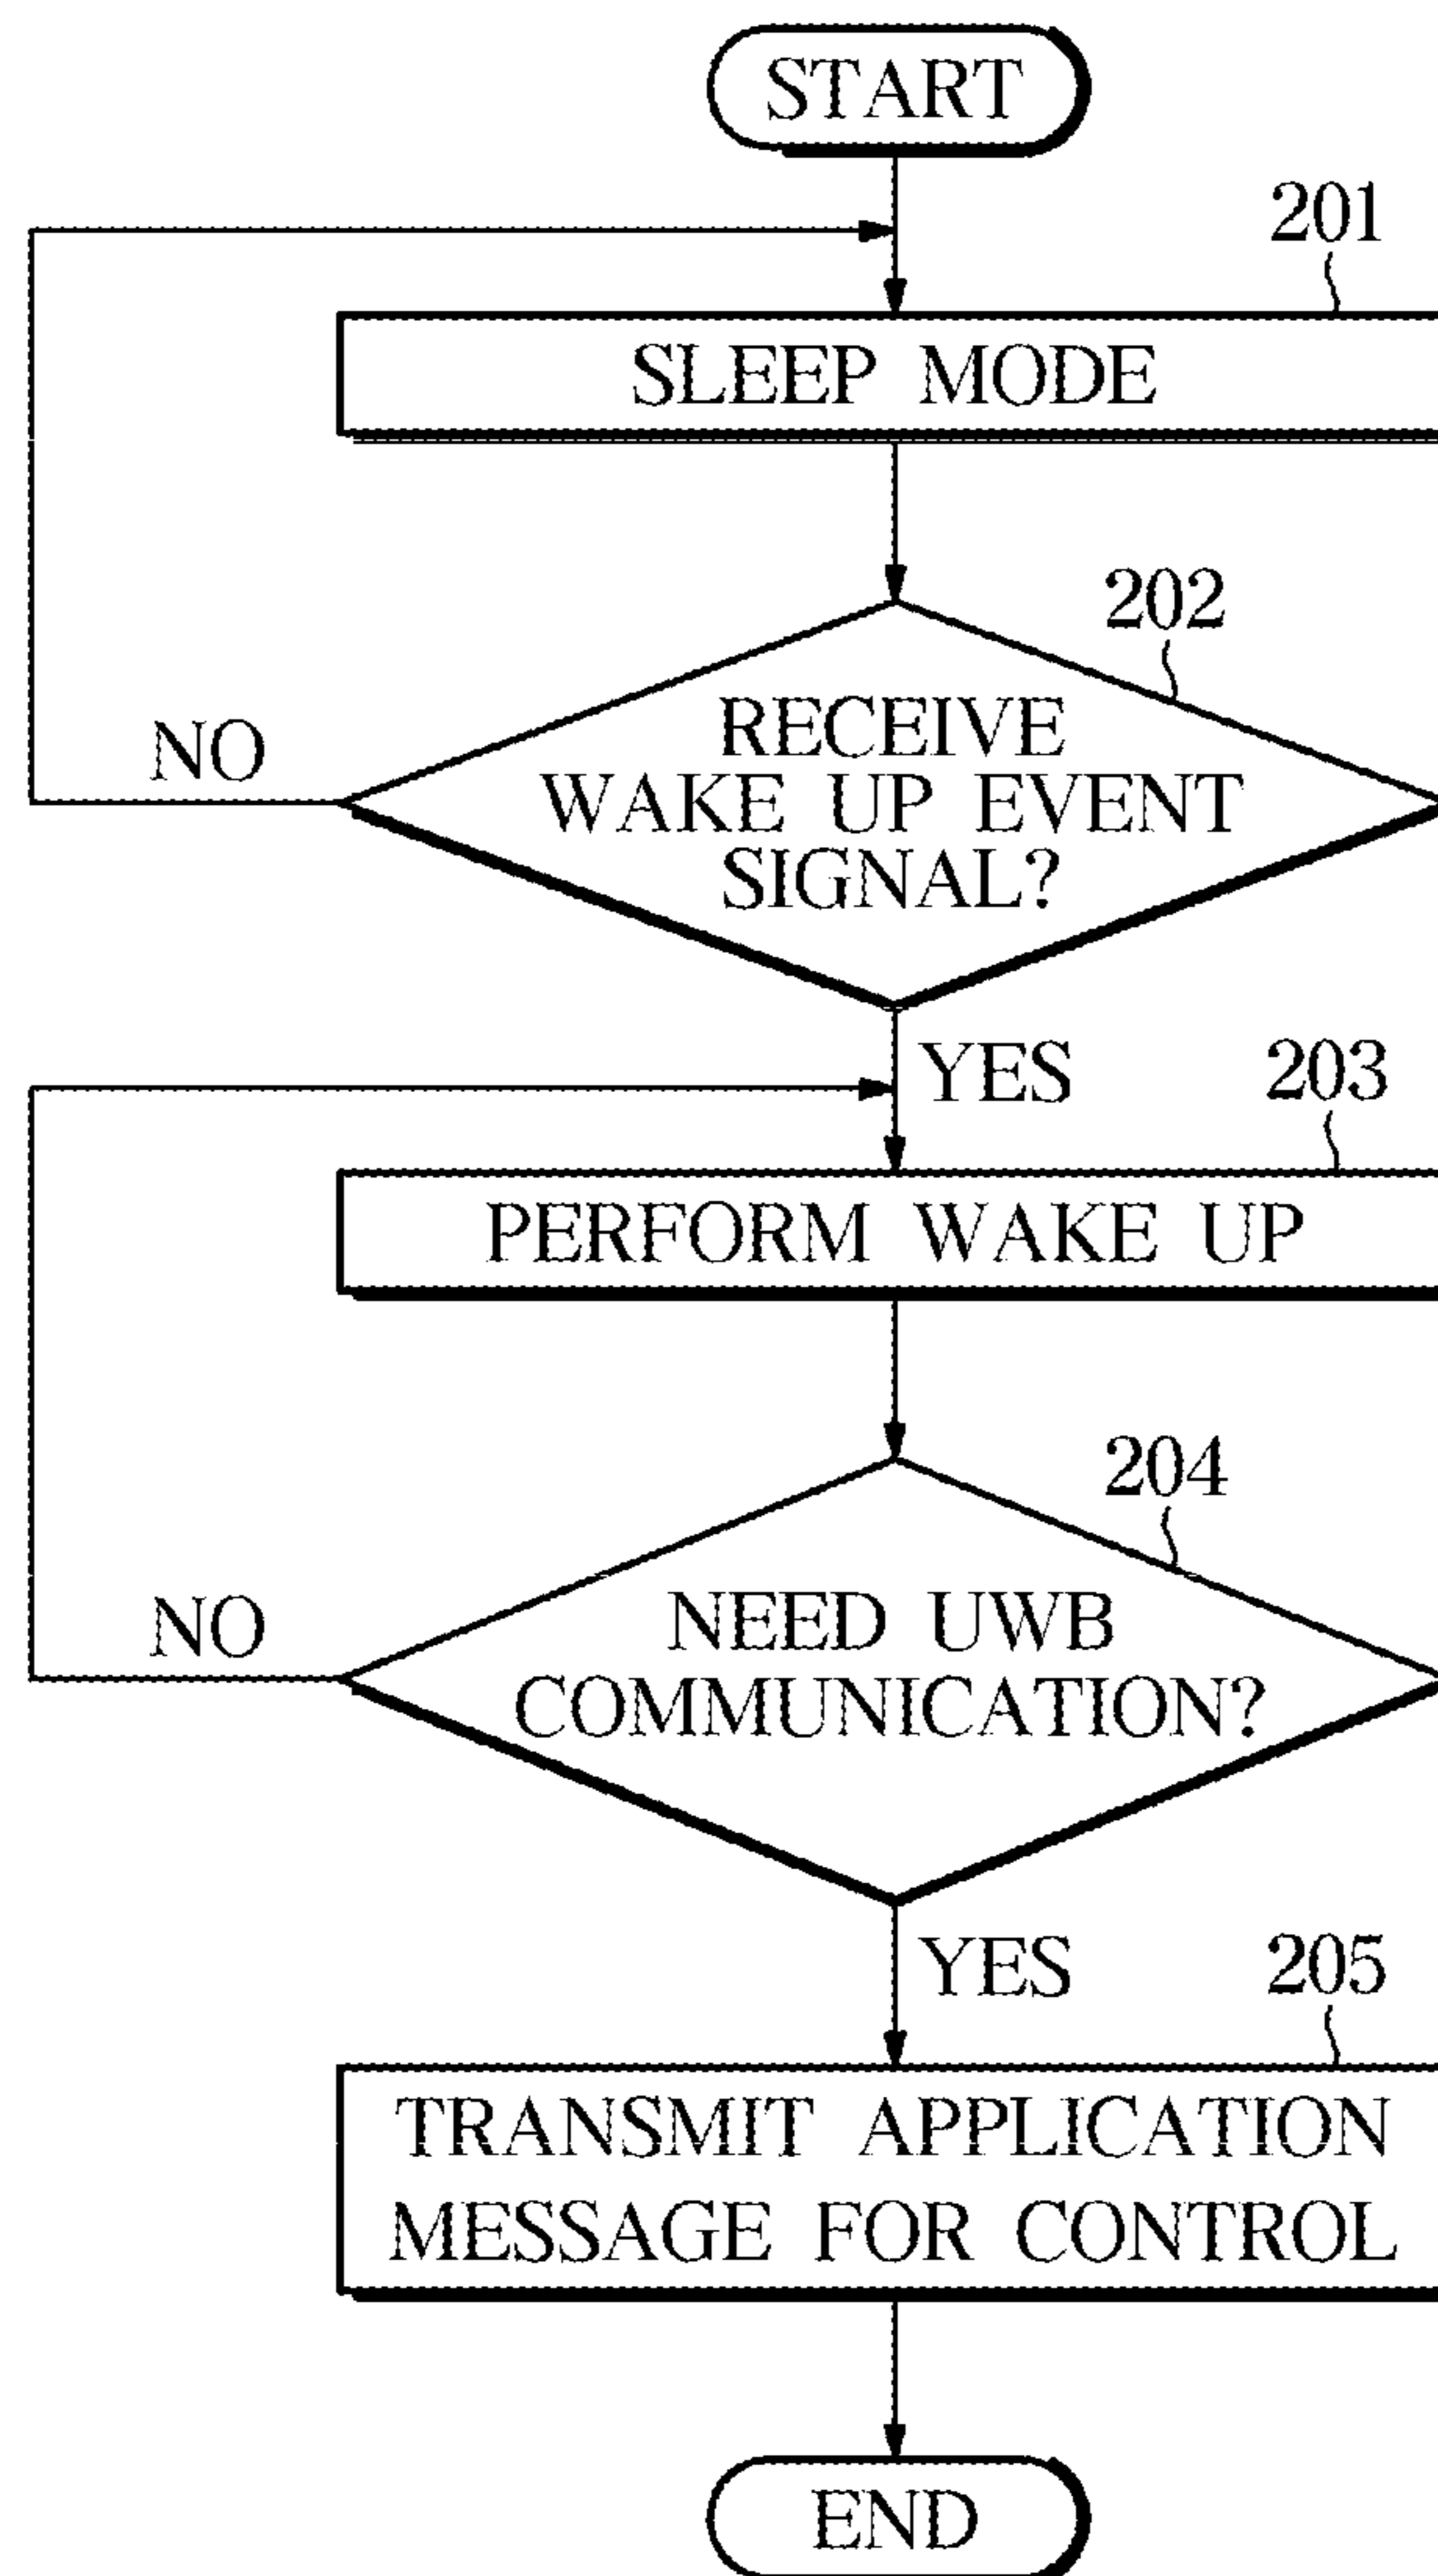 START
201
SLEEP MODE
202
RECEIVE
WAKE UP EVENT
SIGNAL?
NO
YES
203
PERFORM WAKE UP
204
NEED UWB
COMMUNICATION?
NO
YES
205
TRANSMIT APPLICATION
MESSAGE FOR CONTROL
END